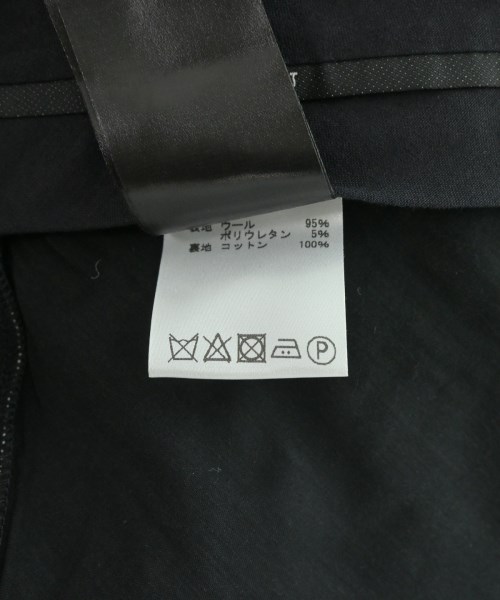 表地 ウール 95%
ポリウレタン 5%
裏地 コットン 100%
P